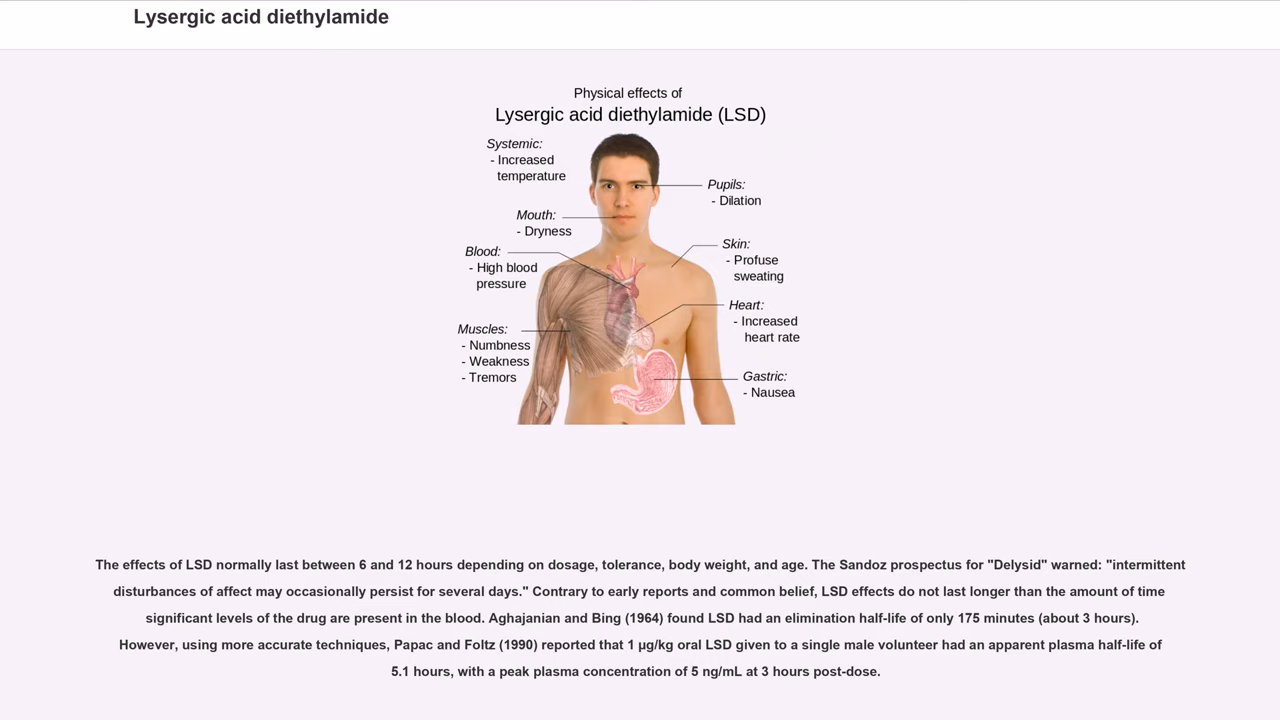 Lysergic acid diethylamide
Physical effects of
Lysergic acid diethylamide (LSD)
Systemic:
- Increased
temperature
Pupils:
- Dilation
Mouth:
- Dryness
Skin:
- Profuse
sweating
Blood:
- High blood
pressure
Heart:
- Increased
heart rate
Muscles:
- Numbness
- Weakness
- Tremors
Gastric:
- Nausea
The effects of LSD normally last between 6 and 12 hours depending on dosage, tolerance, body weight, and age. The Sandoz prospectus for "Delysid" warned: "intermittent
disturbances of affect may occasionally persist for several days." Contrary to early reports and common belief, LSD effects do not last longer than the amount of time
significant levels of the drug are present in the blood. Aghajanian and Bing (1964) found LSD had an elimination half-life of only 175 minutes (about 3 hours).
However, using more accurate techniques, Papac and Foltz (1990) reported that 1 µg/kg oral LSD given to a single male volunteer had an apparent plasma half-life of
5.1 hours, with a peak plasma concentration of 5 ng/mL at 3 hours post-dose.